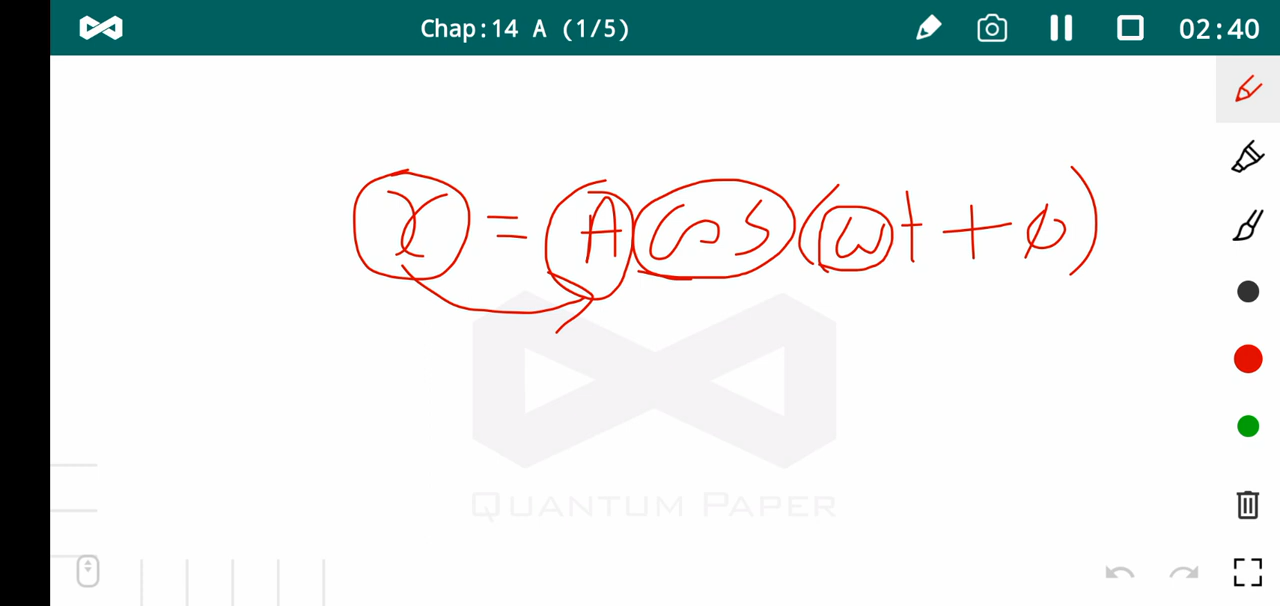 Chap:14 A (1/5)
02:40
x = A cos(ωt + φ)
QUANTUM PAPER